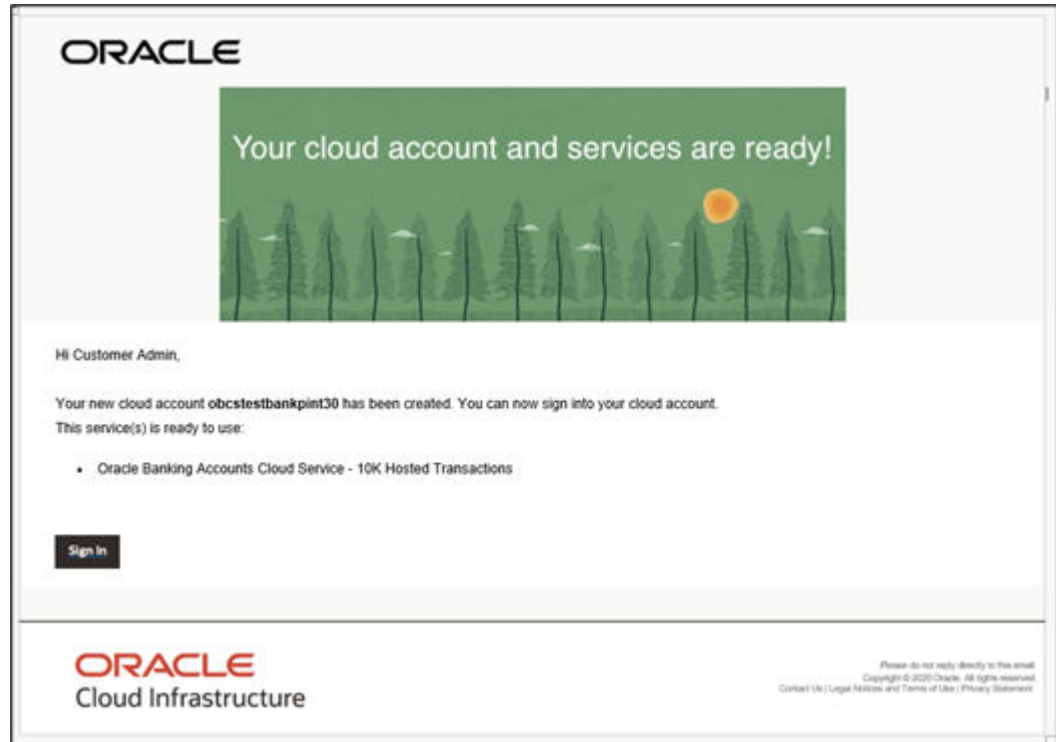 ORACLE
Your cloud account and services are ready!
Hi Customer Admin,
Your new cloud account obcstestbankpint30 has been created. You can now sign into your cloud account.
This service(s) is ready to use:
• Oracle Banking Accounts Cloud Service - 10K Hosted Transactions
Sign In
ORACLE
Cloud Infrastructure
Please do not reply directly to this email
Copyright © 2020 Oracle. All rights reserved
Contact Us | Legal Notices and Terms of Use | Privacy Statement